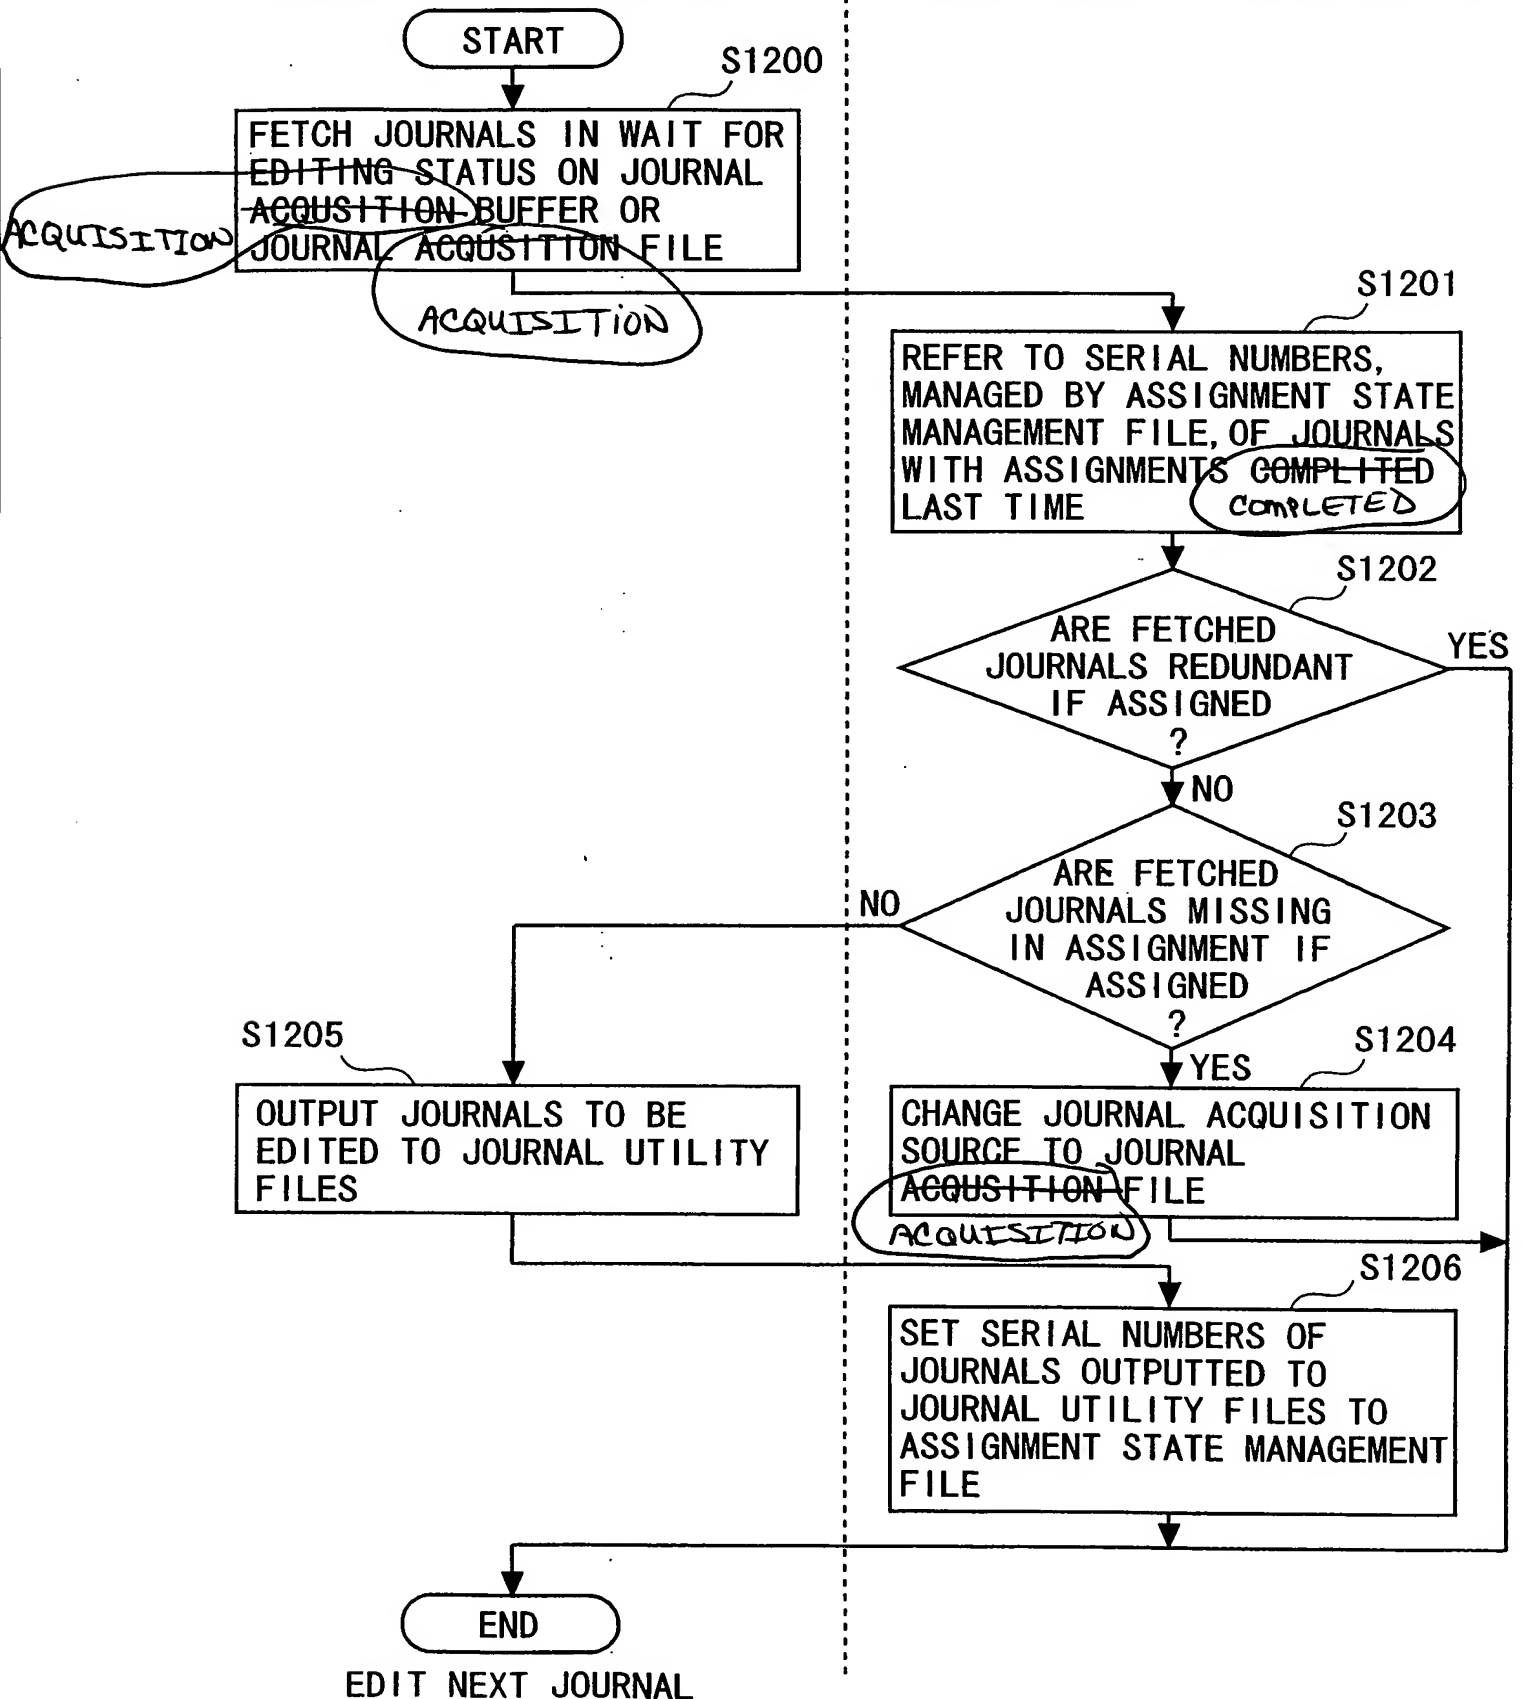 START
S1200
FETCH JOURNALS IN WAIT FOR
EDITING STATUS ON JOURNAL
ACQUSITION BUFFER OR
JOURNAL ACQUSITION FILE
ACQUISITION
ACQUISITION
S1201
REFER TO SERIAL NUMBERS,
MANAGED BY ASSIGNMENT STATE
MANAGEMENT FILE, OF JOURNALS
WITH ASSIGNMENTS COMPLITED
LAST TIME
COMPLETED
S1202
ARE FETCHED
JOURNALS REDUNDANT
IF ASSIGNED
?
YES
NO
S1203
ARE FETCHED
JOURNALS MISSING
IN ASSIGNMENT IF
ASSIGNED
?
NO
YES
S1205
OUTPUT JOURNALS TO BE
EDITED TO JOURNAL UTILITY
FILES
S1204
CHANGE JOURNAL ACQUISITION
SOURCE TO JOURNAL
ACQUSITION FILE
ACQUISITION
S1206
SET SERIAL NUMBERS OF
JOURNALS OUTPUTTED TO
JOURNAL UTILITY FILES TO
ASSIGNMENT STATE MANAGEMENT
FILE
END
EDIT NEXT JOURNAL